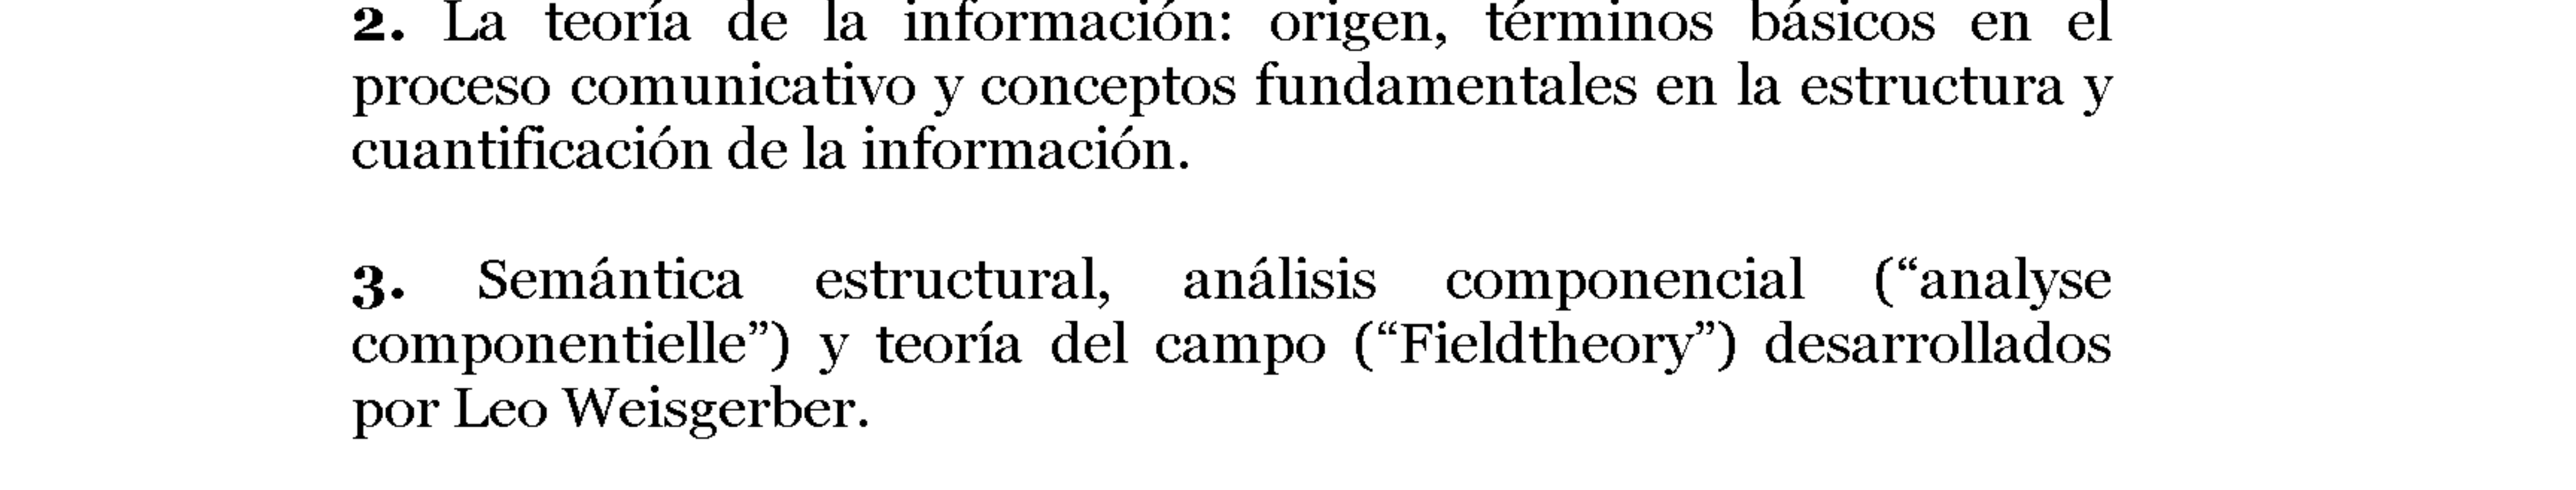 2. La teoría de la información: origen, términos básicos en el
proceso comunicativo y conceptos fundamentales en la estructura y
cuantificación de la información.
3. Semántica estructural, análisis componencial (“analyse
componentielle”) y teoría del campo (“Fieldtheory”) desarrollados
por Leo Weisgerber.